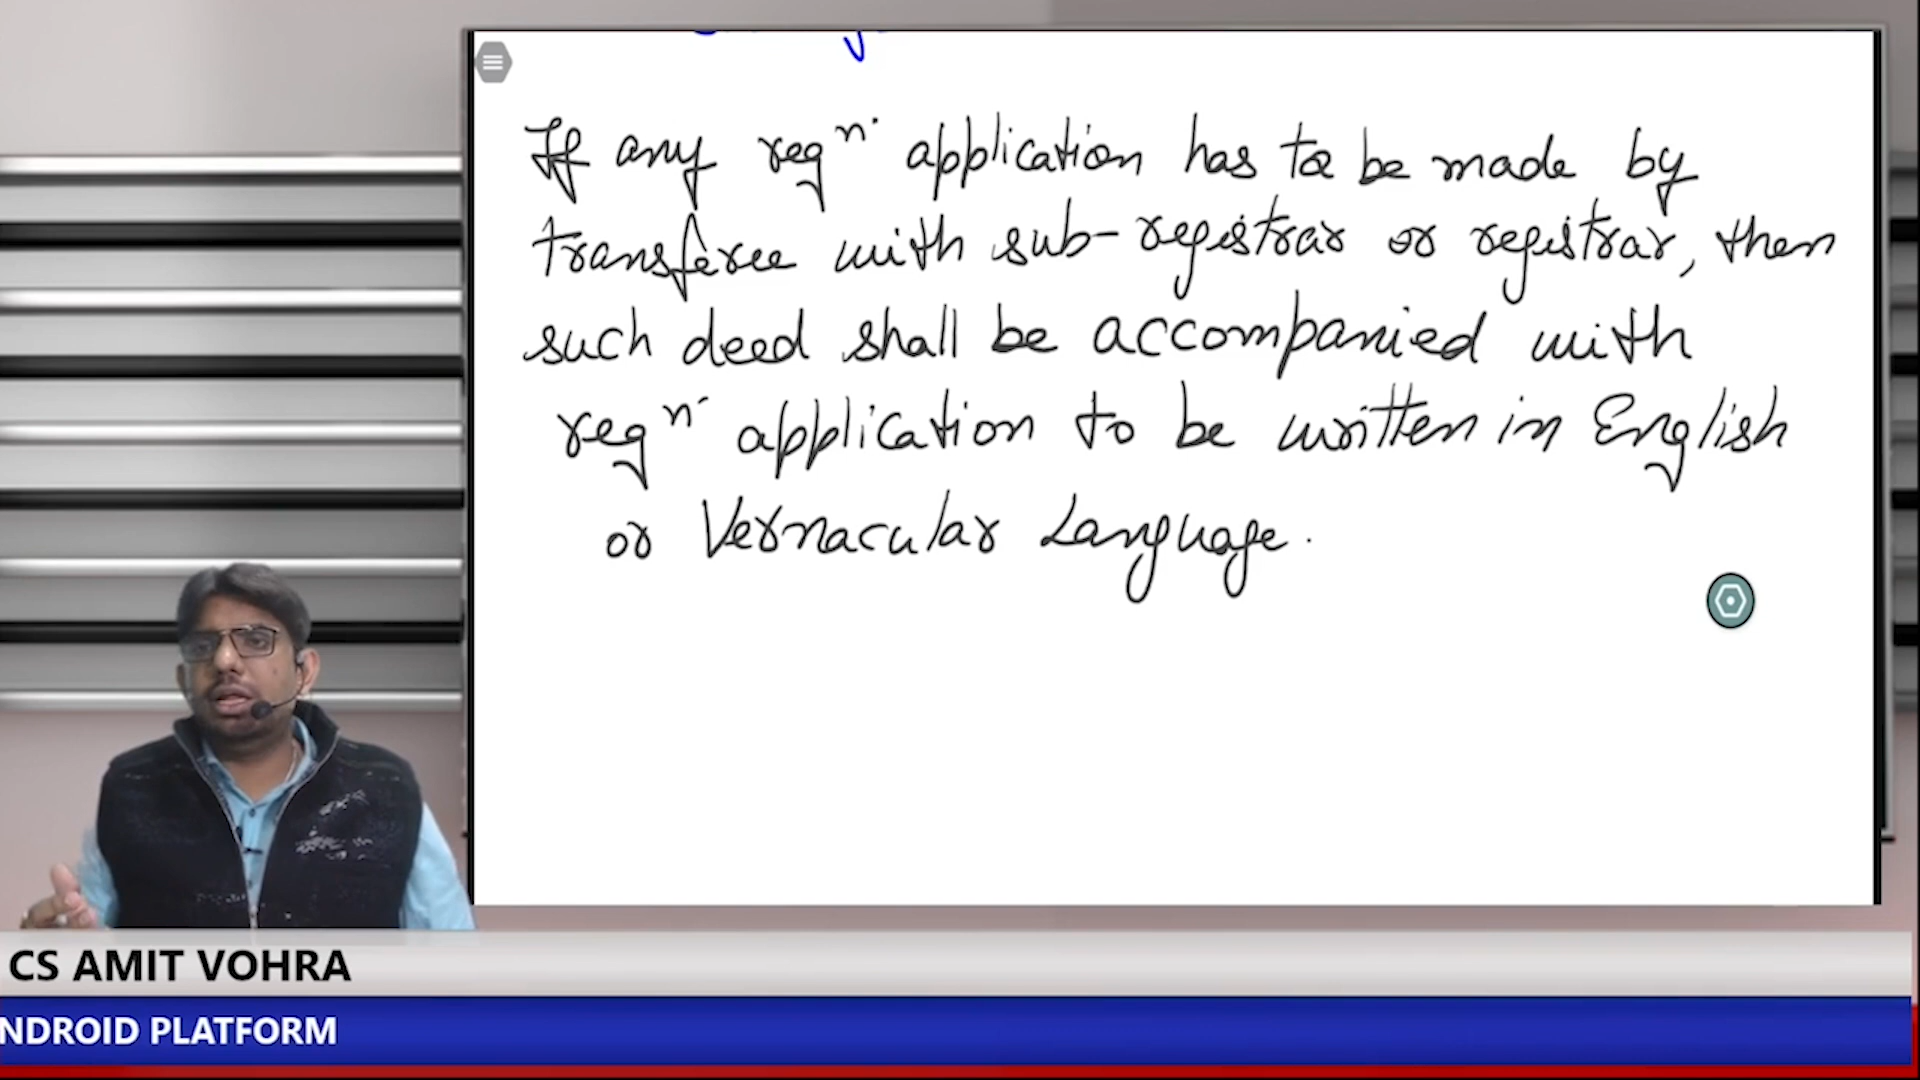 If any regⁿ· application has to be made by
transferee with sub-registrar or registrar, then
such deed shall be accompanied with
regⁿ· application to be written in English
or Vernacular Language.
CS AMIT VOHRA
NDROID PLATFORM